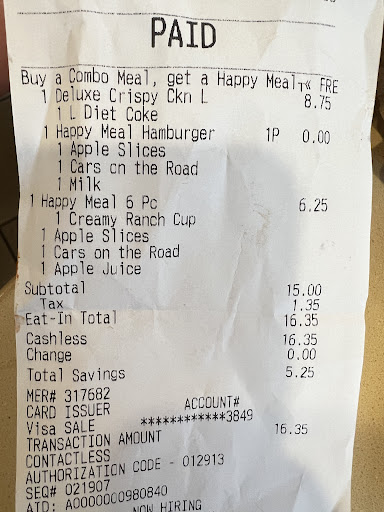 PAID
Buy a Combo Meal, get a Happy Meal FRE
1 Deluxe Crispy Ckn L 8.75
1 L Diet Coke
1 Happy Meal Hamburger 1P 0.00
1 Apple Slices
1 Cars on the Road
1 Milk
1 Happy Meal 6 Pc 6.25
1 Creamy Ranch Cup
1 Apple Slices
1 Cars on the Road
1 Apple Juice
Subtotal 15.00
Tax 1.35
Eat-In Total 16.35
Cashless 16.35
Change 0.00
Total Savings 5.25
MER# 317682
CARD ISSUER ACCOUNT#
Visa SALE ************3849
TRANSACTION AMOUNT 16.35
CONTACTLESS
AUTHORIZATION CODE - 012913
SEQ# 021907
AID: A0000000980840
NOW HIRING